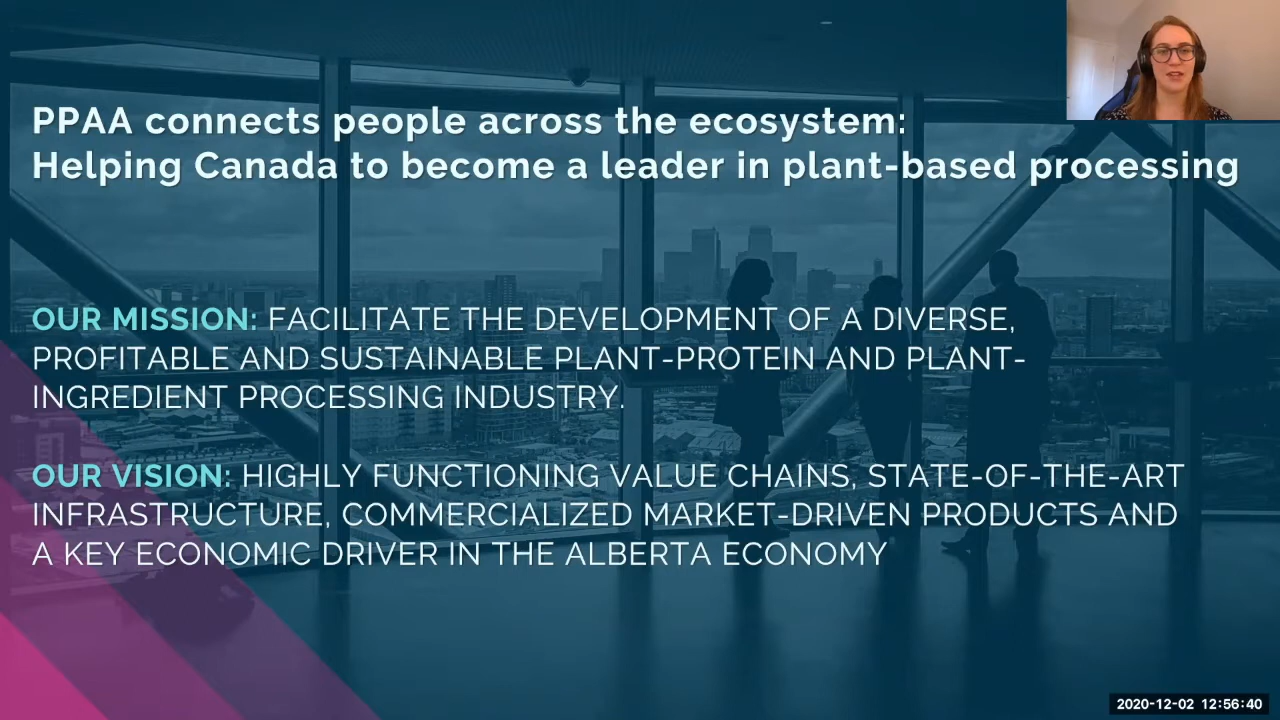 PPAA connects people across the ecosystem:
Helping Canada to become a leader in plant-based processing
OUR MISSION: FACILITATE THE DEVELOPMENT OF A DIVERSE,
PROFITABLE AND SUSTAINABLE PLANT-PROTEIN AND PLANT-
INGREDIENT PROCESSING INDUSTRY.
OUR VISION: HIGHLY FUNCTIONING VALUE CHAINS, STATE-OF-THE-ART
INFRASTRUCTURE, COMMERCIALIZED MARKET-DRIVEN PRODUCTS AND
A KEY ECONOMIC DRIVER IN THE ALBERTA ECONOMY
2020-12-02 12:56:40